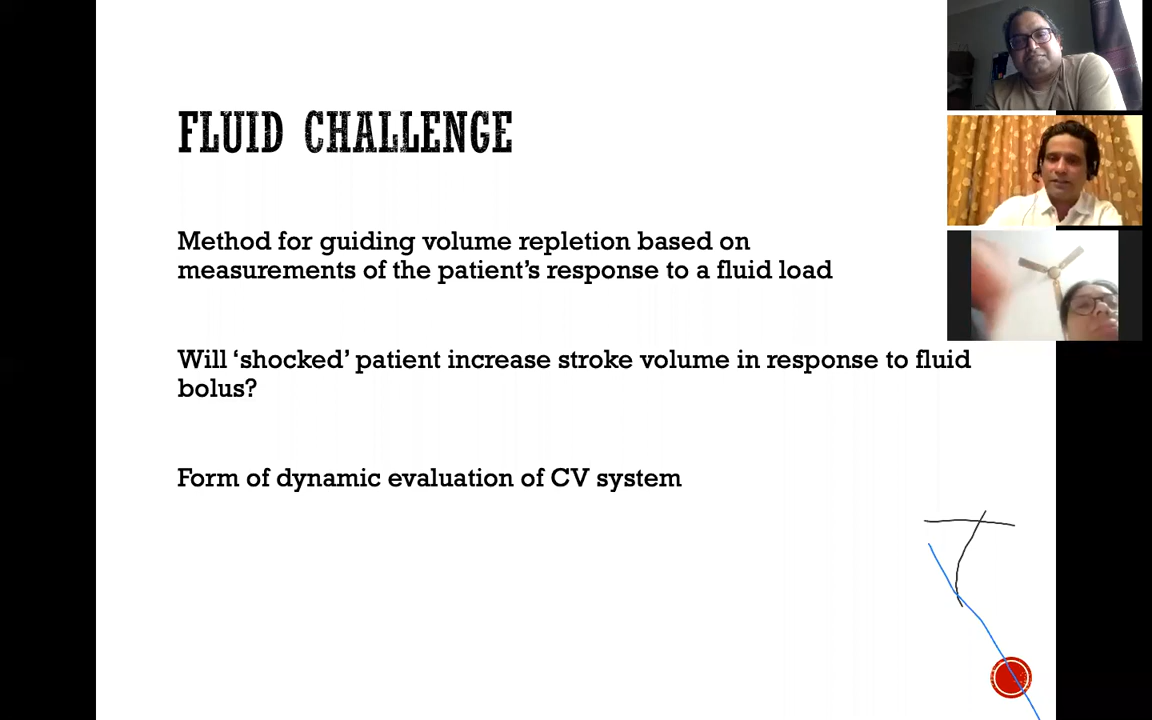 FLUID CHALLENGE
Method for guiding volume repletion based on
measurements of the patient’s response to a fluid load
Will ‘shocked’ patient increase stroke volume in response to fluid
bolus?
Form of dynamic evaluation of CV system